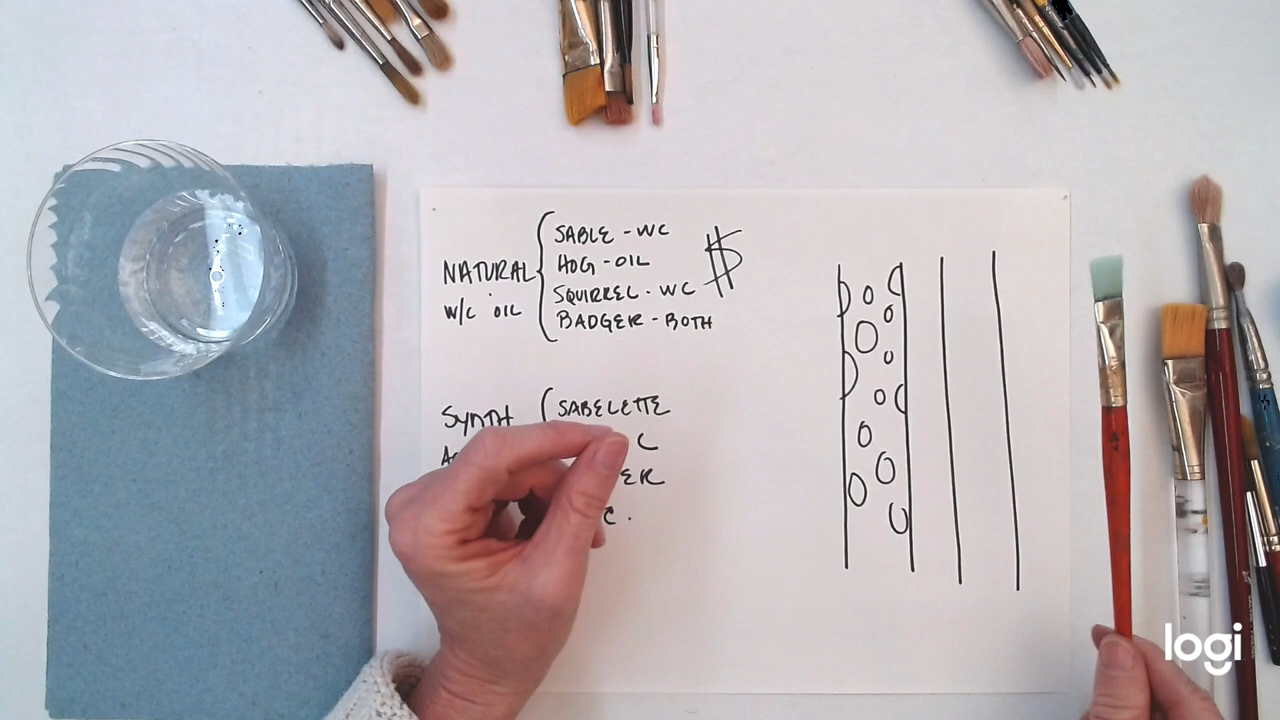 NATURAL
W/C OIL
SABLE - WC
HOG - OIL
SQUIRREL - WC
BADGER - BOTH
$
SYNTH
SABELETTE
logi